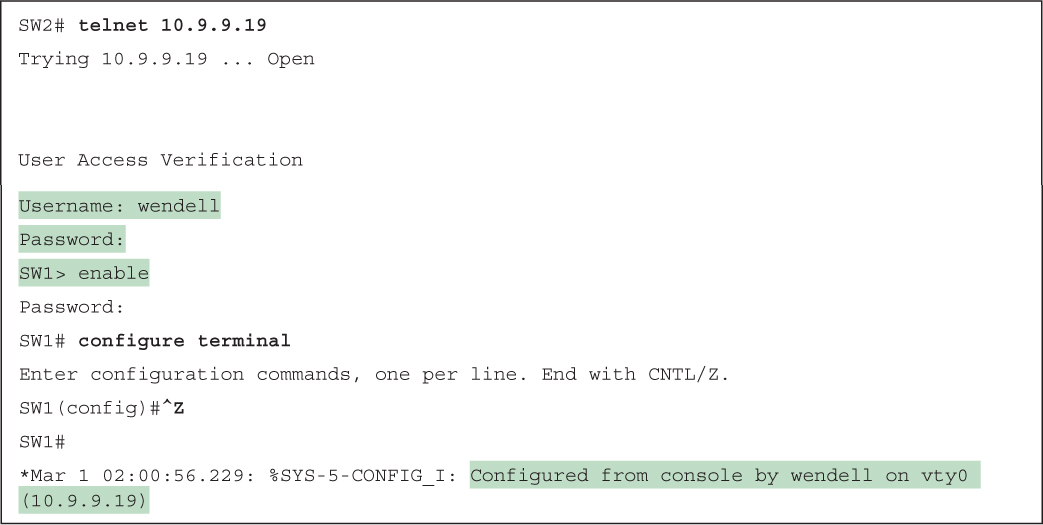 SW2# telnet 10.9.9.19
Trying 10.9.9.19 ... Open
User Access Verification
Username: wendell
Password:
SW1> enable
Password:
SW1# configure terminal
Enter configuration commands, one per line. End with CNTL/Z.
SW1(config)#^Z
SW1#
*Mar 1 02:00:56.229: %SYS-5-CONFIG_I: Configured from console by wendell on vty0
(10.9.9.19)